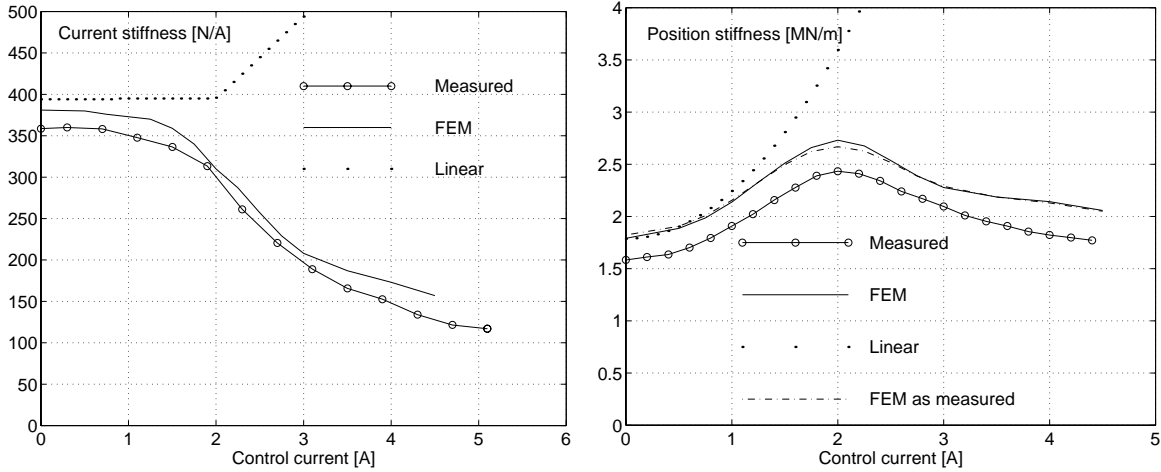 500
450
400
350
300
250
200
150
100
50
0
Current stiffness [N/A]
Measured
FEM
Linear
0 1 2 3 4 5 6
Control current [A]
4
3.5
3
2.5
2
1.5
1
0.5
0
Position stiffness [MN/m]
Measured
FEM
Linear
FEM as measured
0 1 2 3 4 5
Control current [A]